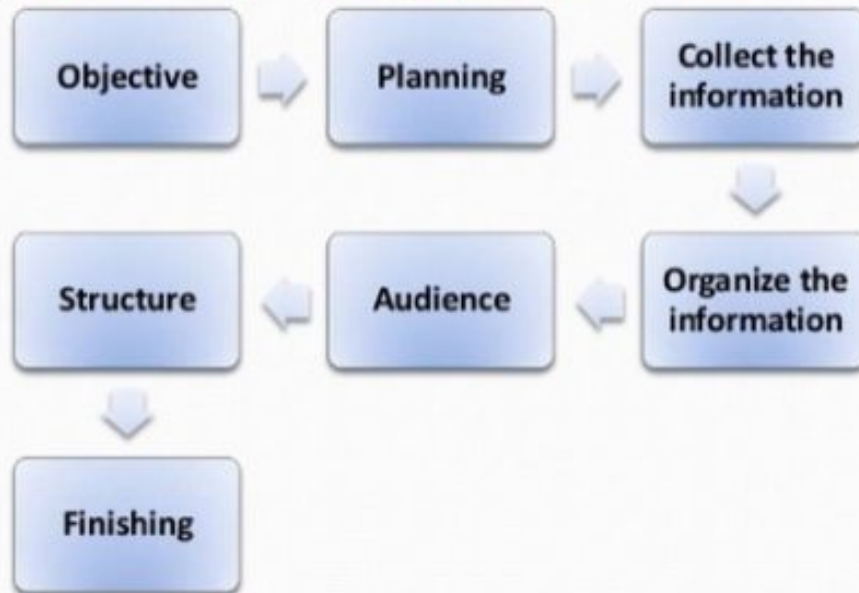 Objective
Planning
Collect the
information
Organize the
information
Audience
Structure
Finishing